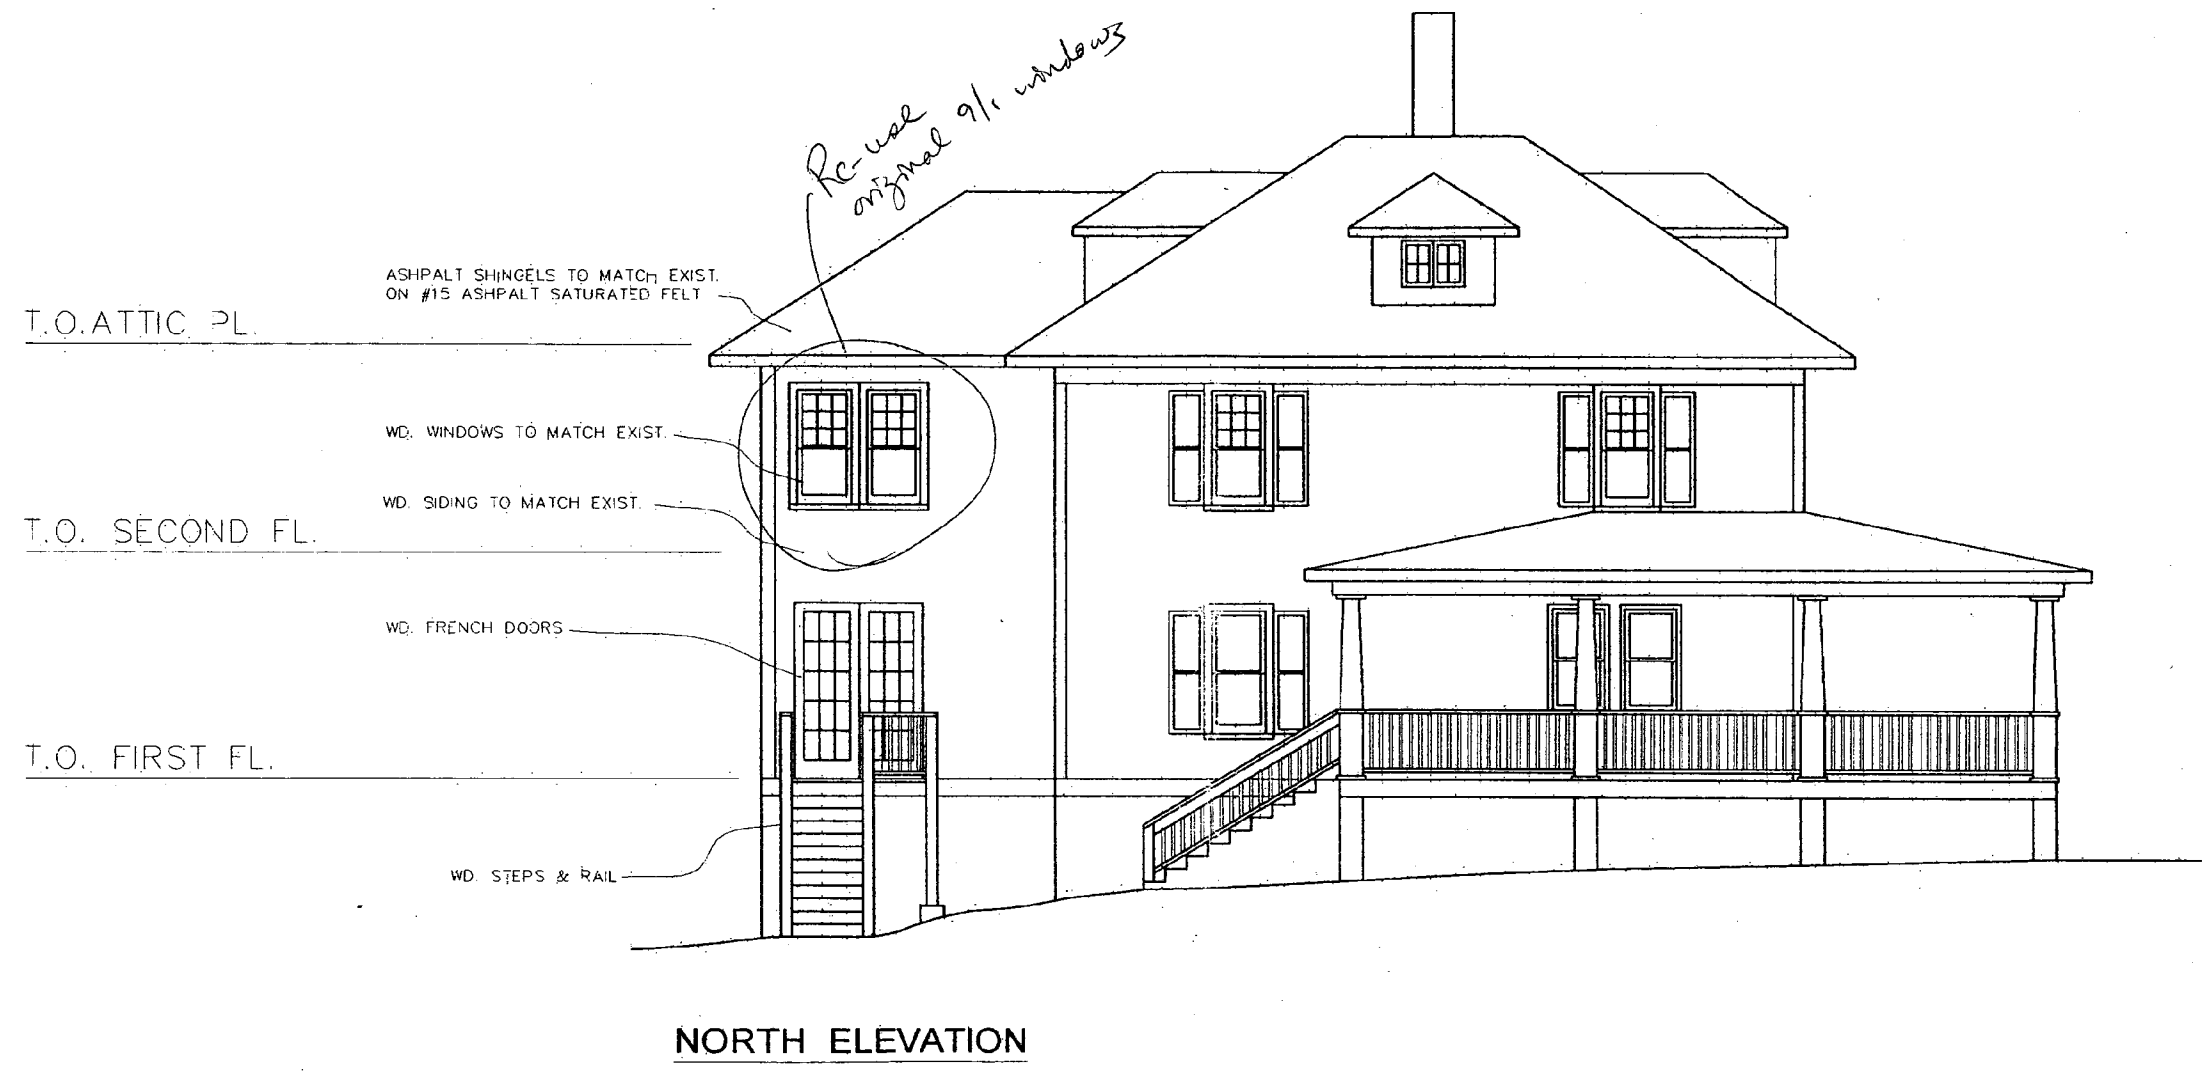 Re-use
original 9/1 windows
ASHPALT SHINGELS TO MATCH EXIST.
ON #15 ASHPALT SATURATED FELT
T.O. ATTIC PL.
WD. WINDOWS TO MATCH EXIST.
WD. SIDING TO MATCH EXIST.
T.O. SECOND FL.
WD. FRENCH DOORS
T.O. FIRST FL.
WD. STEPS & RAIL
NORTH ELEVATION